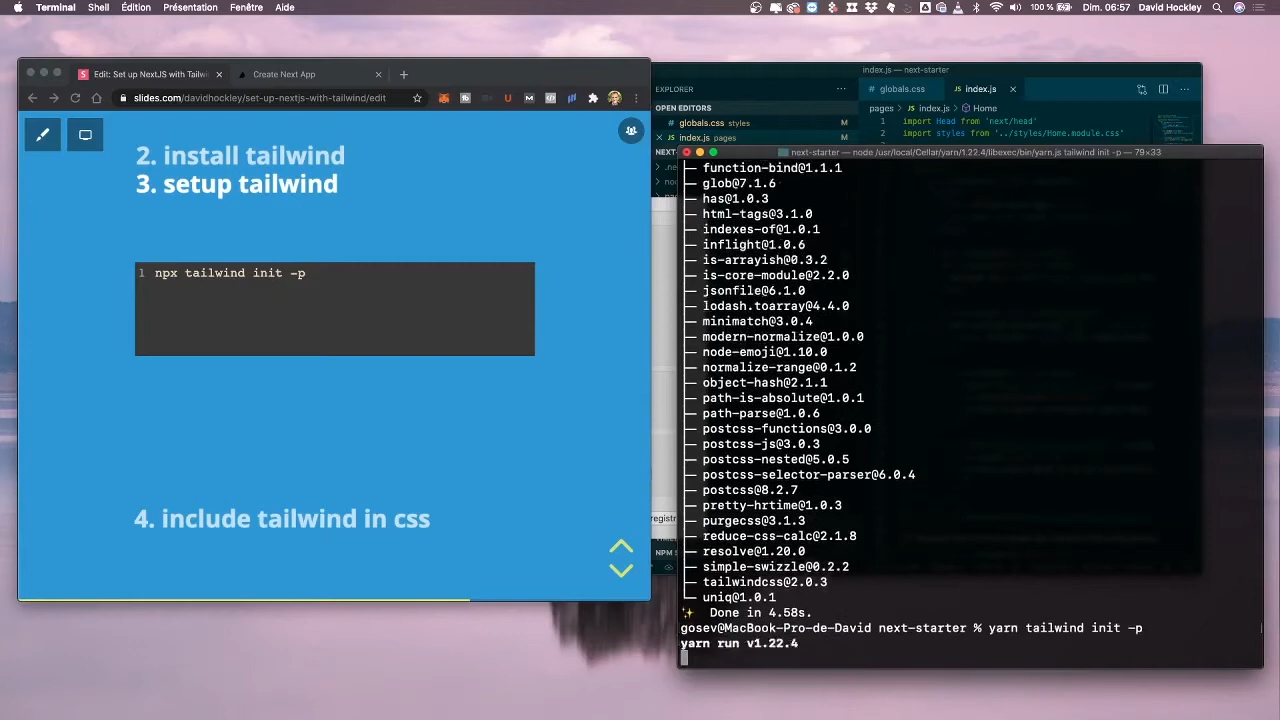 Terminal Shell Édition Présentation Fenêtre Aide
100 % Dim. 06:57 David Hockley
Edit: Set up NextJS with Tailwi
Create Next App
slides.com/davidhockley/set-up-nextjs-with-tailwind/edit
2. install tailwind
3. setup tailwind
1 npx tailwind init -p
4. include tailwind in css
index.js — next-starter
EXPLORER
OPEN EDITORS
globals.css styles M
index.js pages M
globals.css
index.js
pages > index.js > Home
1 import Head from 'next/head'
2 import styles from '../styles/Home.module.css'
next-starter — node /usr/local/Cellar/yarn/1.22.4/libexec/bin/yarn.js tailwind init -p — 79×33
├─ function-bind@1.1.1
├─ glob@7.1.6
├─ has@1.0.3
├─ html-tags@3.1.0
├─ indexes-of@1.0.1
├─ inflight@1.0.6
├─ is-arrayish@0.3.2
├─ is-core-module@2.2.0
├─ jsonfile@6.1.0
├─ lodash.toarray@4.4.0
├─ minimatch@3.0.4
├─ modern-normalize@1.0.0
├─ node-emoji@1.10.0
├─ normalize-range@0.1.2
├─ object-hash@2.1.1
├─ path-is-absolute@1.0.1
├─ path-parse@1.0.6
├─ postcss-functions@3.0.0
├─ postcss-js@3.0.3
├─ postcss-nested@5.0.5
├─ postcss-selector-parser@6.0.4
├─ postcss@8.2.7
├─ pretty-hrtime@1.0.3
├─ purgecss@3.1.3
├─ reduce-css-calc@2.1.8
├─ resolve@1.20.0
├─ simple-swizzle@0.2.2
├─ tailwindcss@2.0.3
└─ uniq@1.0.1
✨ Done in 4.58s.
gosev@MacBook-Pro-de-David next-starter % yarn tailwind init -p
yarn run v1.22.4